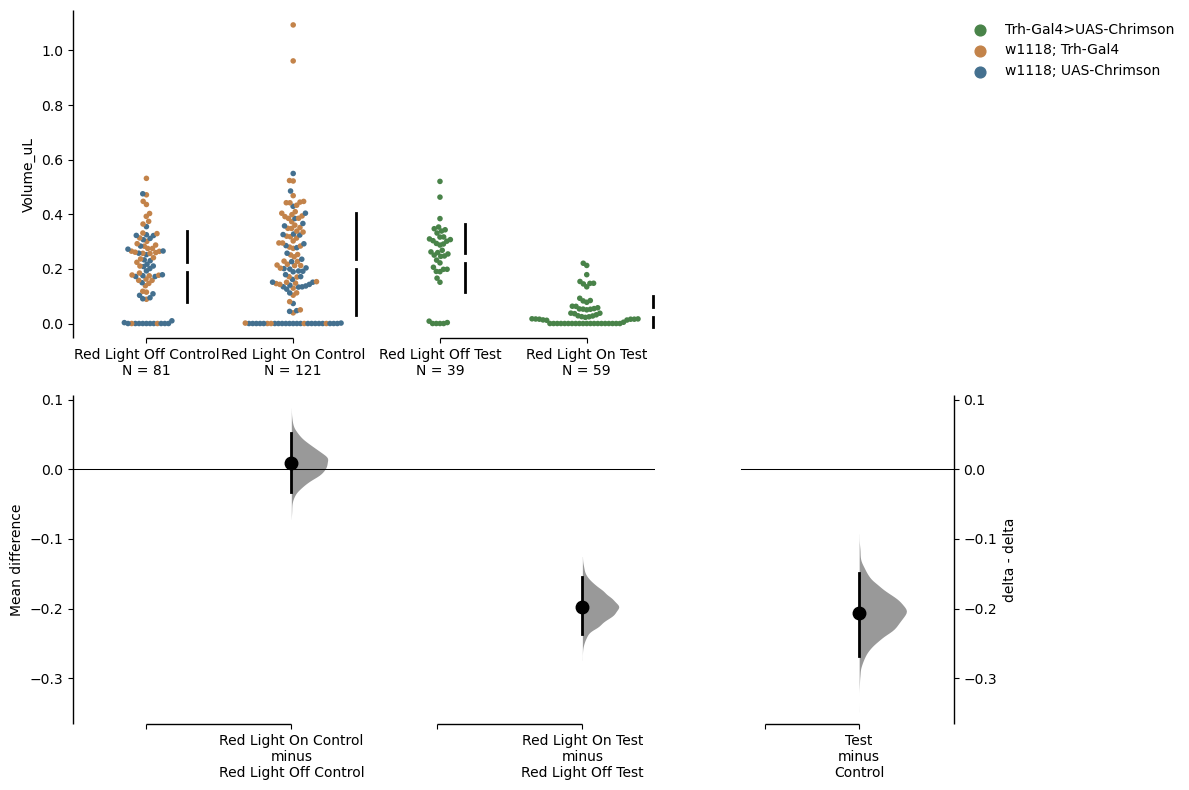 Trh-Gal4>UAS-Chrimson
w1118; Trh-Gal4
w1118; UAS-Chrimson
Volume_uL
1.0
0.8
0.6
0.4
0.2
0.0
Red Light Off Control
N = 81
Red Light On Control
N = 121
Red Light Off Test
N = 39
Red Light On Test
N = 59
Mean difference
0.1
0.0
−0.1
−0.2
−0.3
0.1
0.0
−0.1
−0.2
−0.3
delta - delta
Red Light On Control
minus
Red Light Off Control
Red Light On Test
minus
Red Light Off Test
Test
minus
Control